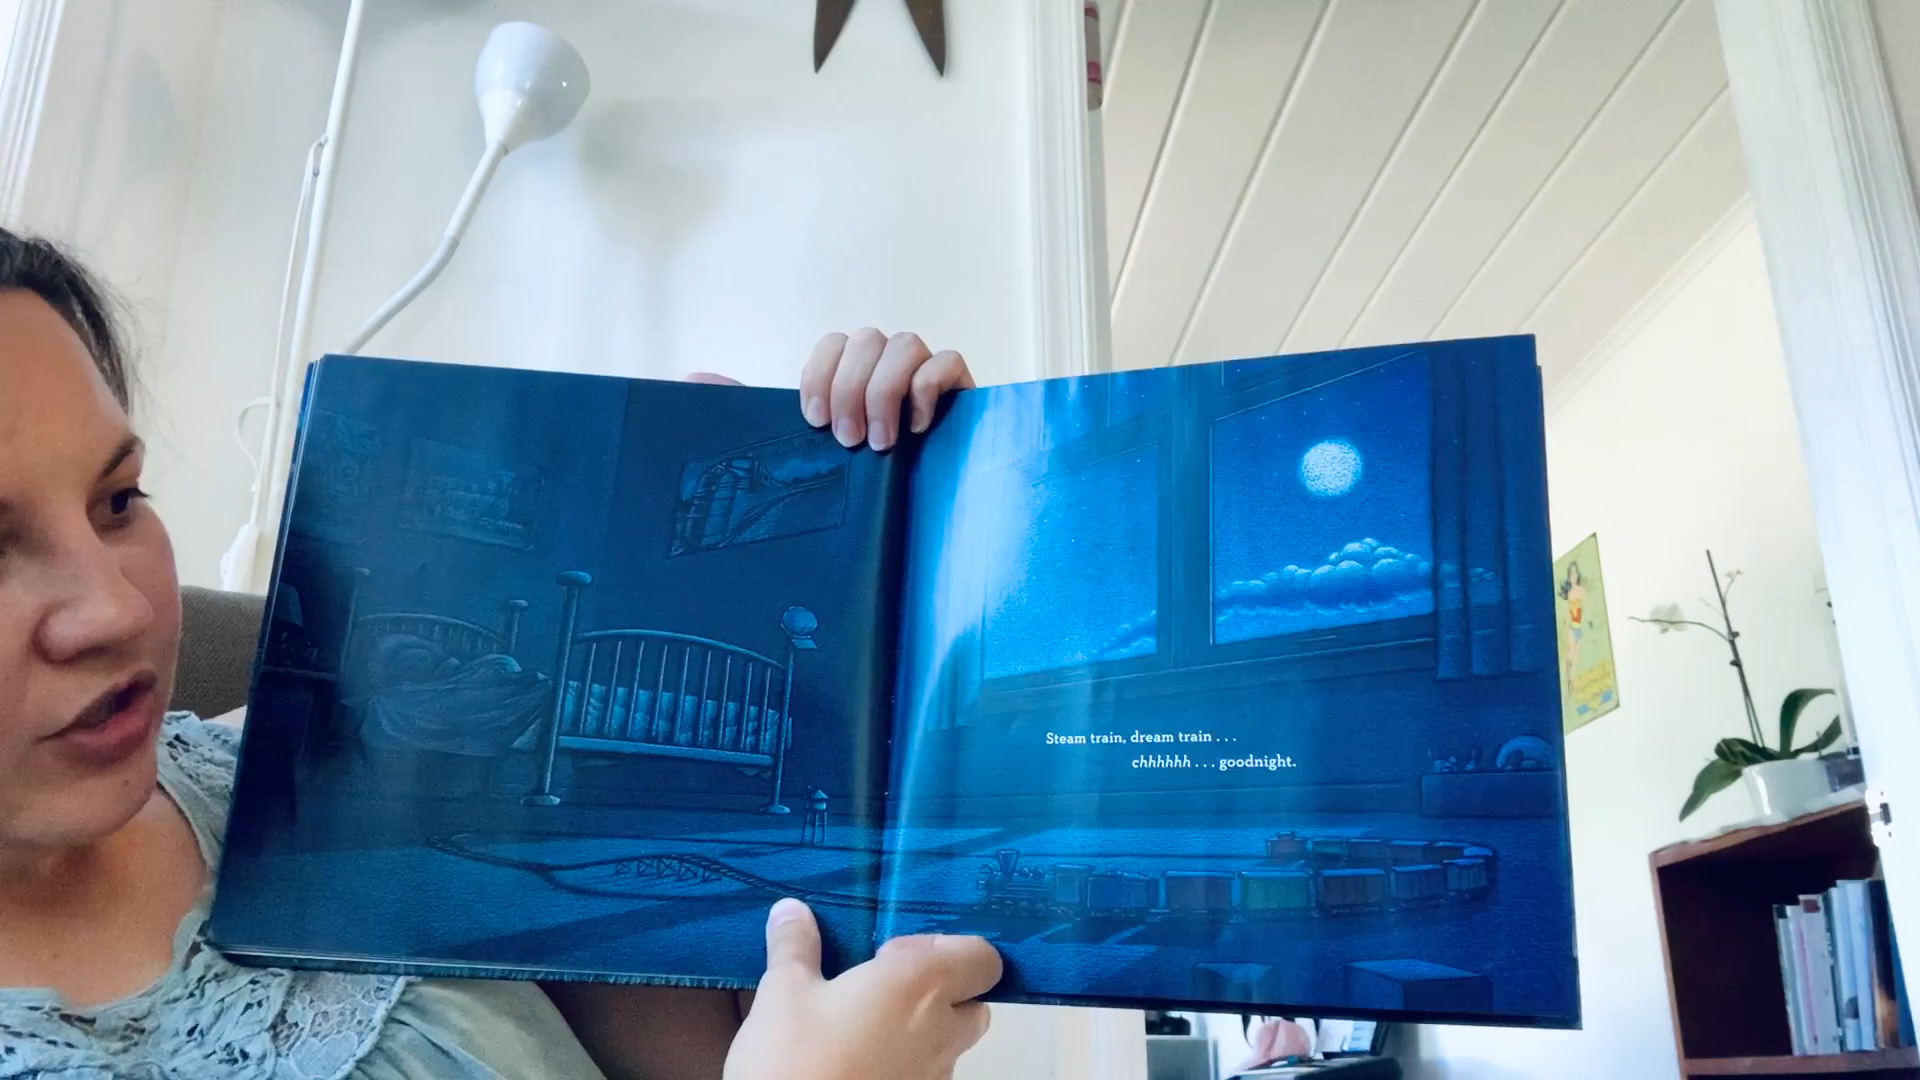 Steam train, dream train . . .
chhhhhh . . . goodnight.